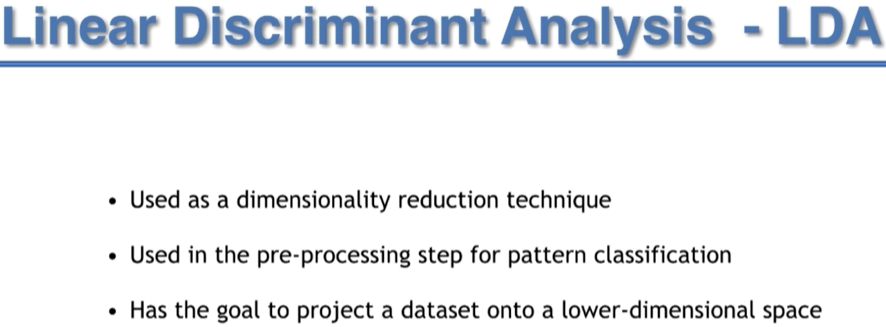 Linear Discriminant Analysis - LDA
• Used as a dimensionality reduction technique
• Used in the pre-processing step for pattern classification
• Has the goal to project a dataset onto a lower-dimensional space